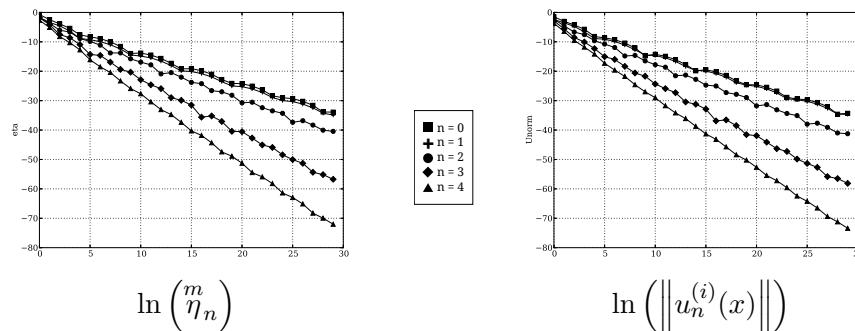 0
−10
−20
−30
−40
−50
−60
−70
−80
eta
0 5 10 15 20 25 30
n = 0
n = 1
n = 2
n = 3
n = 4
0
−10
−20
−30
−40
−50
−60
−70
−80
Unorm
0 5 10 15 20 25 30
ln (η^m_n)
ln (‖u_n^{(i)}(x)‖)